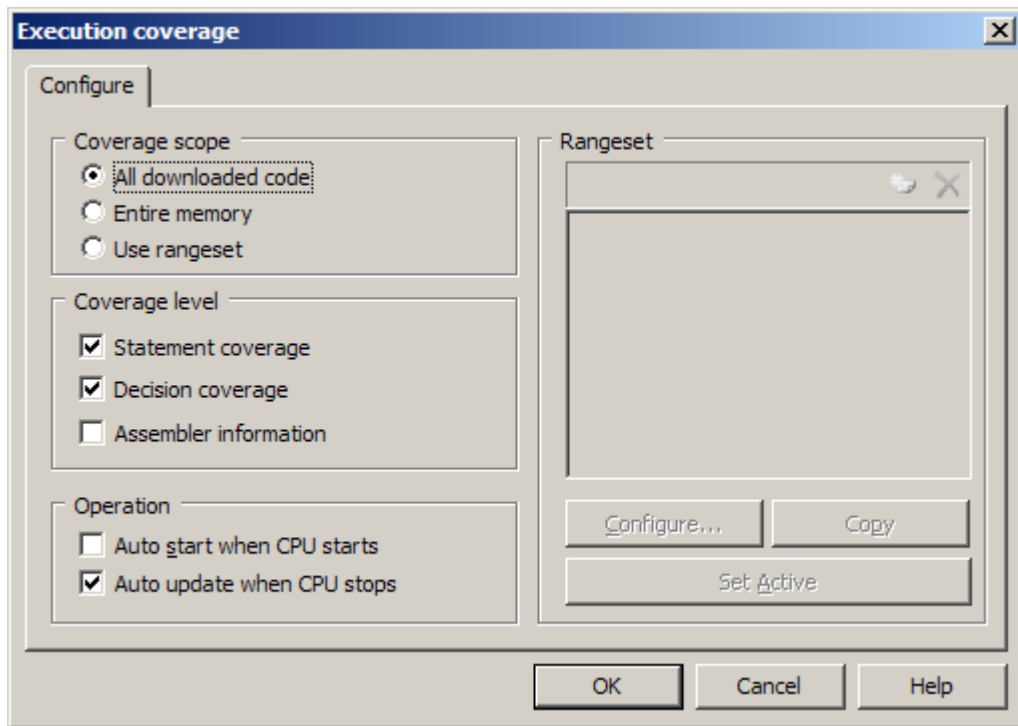 Execution coverage
Configure
Coverage scope
All downloaded code
Entire memory
Use rangeset
Coverage level
Statement coverage
Decision coverage
Assembler information
Operation
Auto start when CPU starts
Auto update when CPU stops
Rangeset
Configure...
Copy
Set Active
OK
Cancel
Help